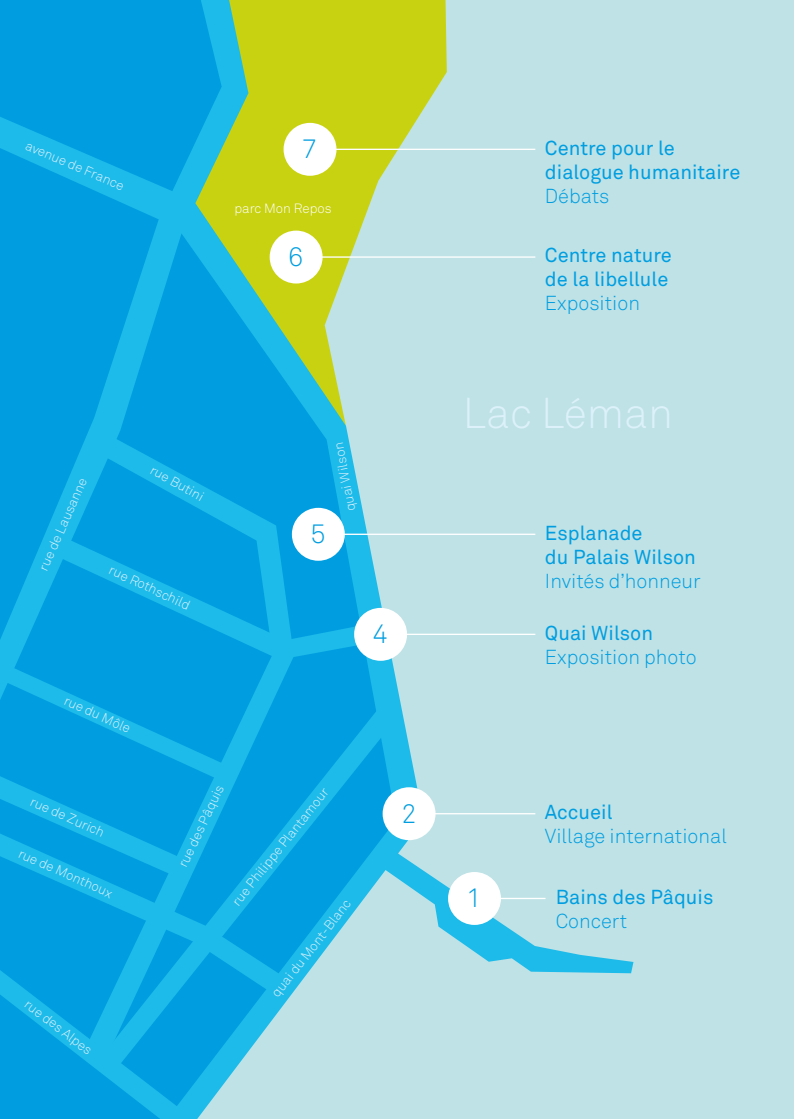 avenue de France
7
Centre pour le
dialogue humanitaire
Débats
parc Mon Repos
6
Centre nature
de la libellule
Exposition
Lac Léman
quai Wilson
rue Butini
rue de Lausanne
5
Esplanade
du Palais Wilson
Invités d’honneur
rue Rothschild
4
Quai Wilson
Exposition photo
rue du Môle
rue des Pâquis
rue Philippe Plantamour
2
Accueil
Village international
rue de Zurich
rue de Monthoux
1
Bains des Pâquis
Concert
quai du Mont-Blanc
rue des Alpes